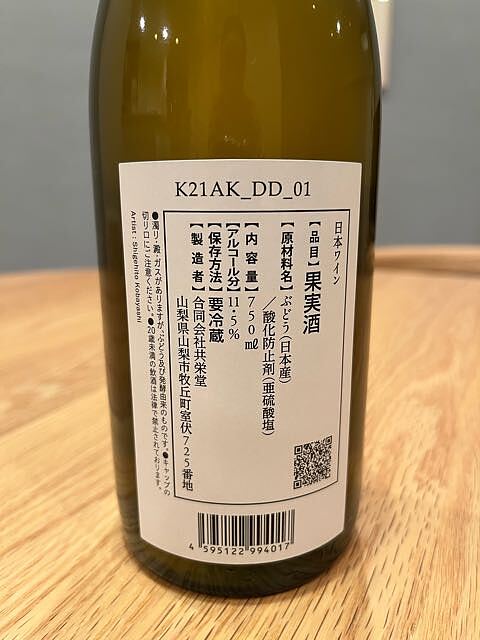 K21AK_DD_01
日本ワイン
【品目】果実酒
【原材料名】ぶどう(日本産)
/酸化防止剤(亜硫酸塩)
【内容量】750㎖
【アルコール分】11.5%
【保存方法】要冷蔵
【製造者】合同会社共栄堂
山梨県山梨市牧丘町室伏725番地
●濁り・澱・ガスがありますが、ぶどう及び発酵由来のものです。●キャップの
切り口にご注意ください。●20歳未満の飲酒は法律で禁止されております。
Artist : Shigehito Kobayashi
4 595122 994017